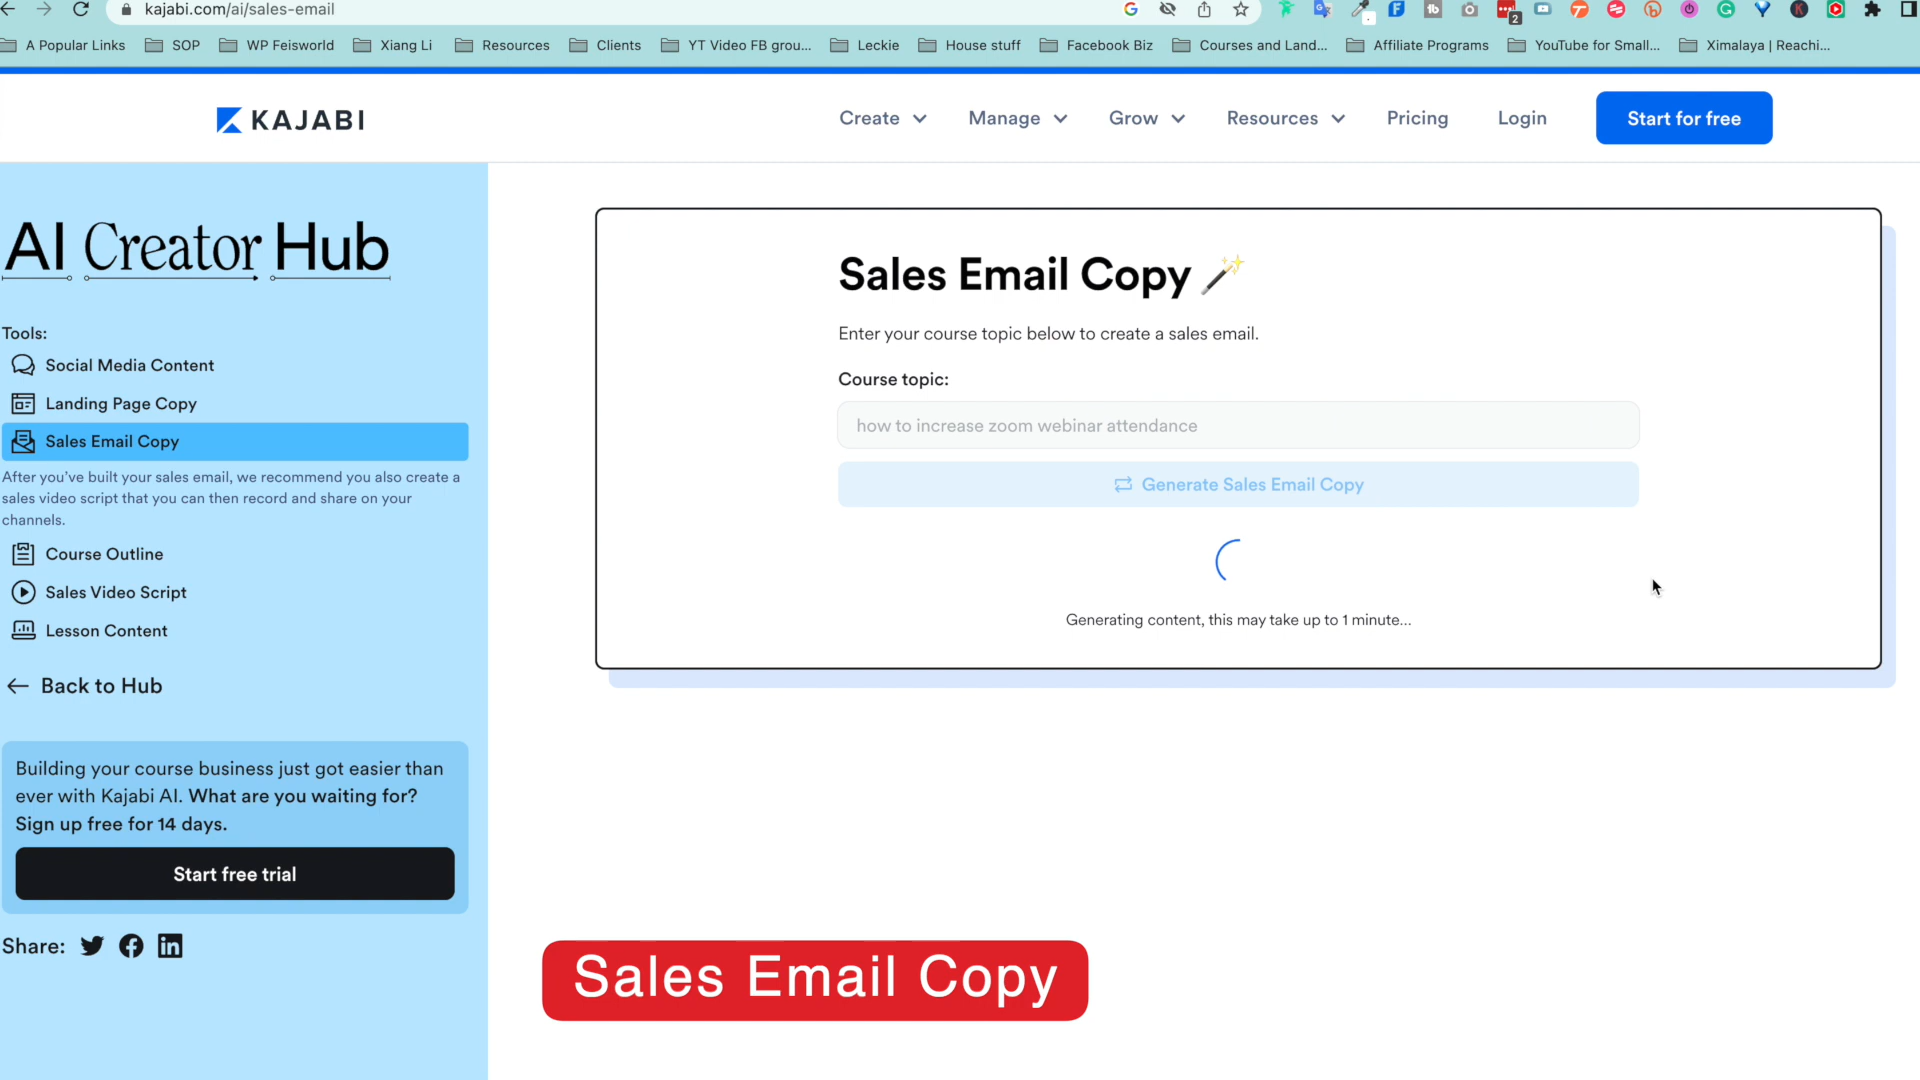 kajabi.com/ai/sales-email
2
A Popular Links
SOP
WP Feisworld
Xiang Li
Resources
Clients
YT Video FB grou...
Leckie
House stuff
Facebook Biz
Courses and Land...
Affiliate Programs
YouTube for Small...
Ximalaya | Reachi...
KAJABI
Create
Manage
Grow
Resources
Pricing
Login
Start for free
AI Creator Hub
Tools:
Social Media Content
Landing Page Copy
Sales Email Copy
After you've built your sales email, we recommend you also create a
sales video script that you can then record and share on your
channels.
Course Outline
Sales Video Script
Lesson Content
Back to Hub
Building your course business just got easier than
ever with Kajabi AI. What are you waiting for?
Sign up free for 14 days.
Start free trial
Share:
Sales Email Copy
Enter your course topic below to create a sales email.
Course topic:
how to increase zoom webinar attendance
Generate Sales Email Copy
Generating content, this may take up to 1 minute...
Sales Email Copy